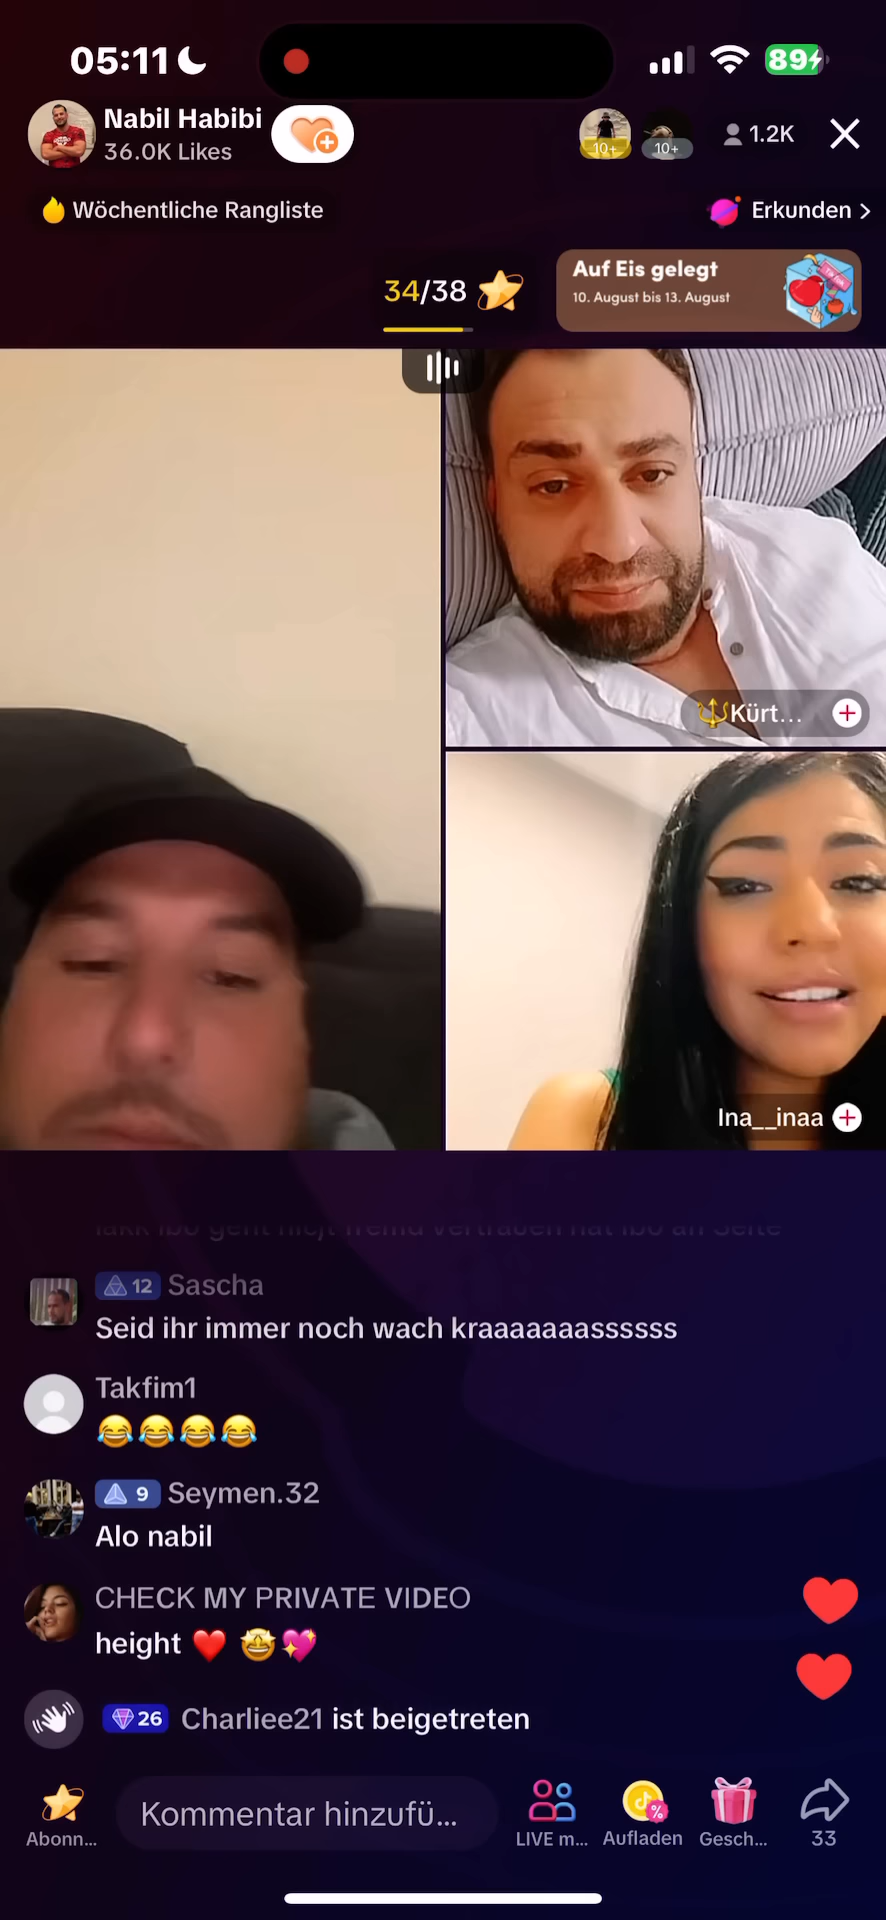 05:11
89
Nabil Habibi
36.0K Likes
10+
10+
1.2K
Wöchentliche Rangliste
Erkunden >
34/38
Auf Eis gelegt
10. August bis 13. August
Kürt...
Ina__inaa
12 Sascha
Seid ihr immer noch wach kraaaaaaassssss
Takfim1
😂😂😂😂
9 Seymen.32
Alo nabil
CHECK MY PRIVATE VIDEO
height ❤️ 🤩💖
26 Charliee21 ist beigetreten
Abonn...
Kommentar hinzufü...
LIVE m...
Aufladen
Gesch...
33